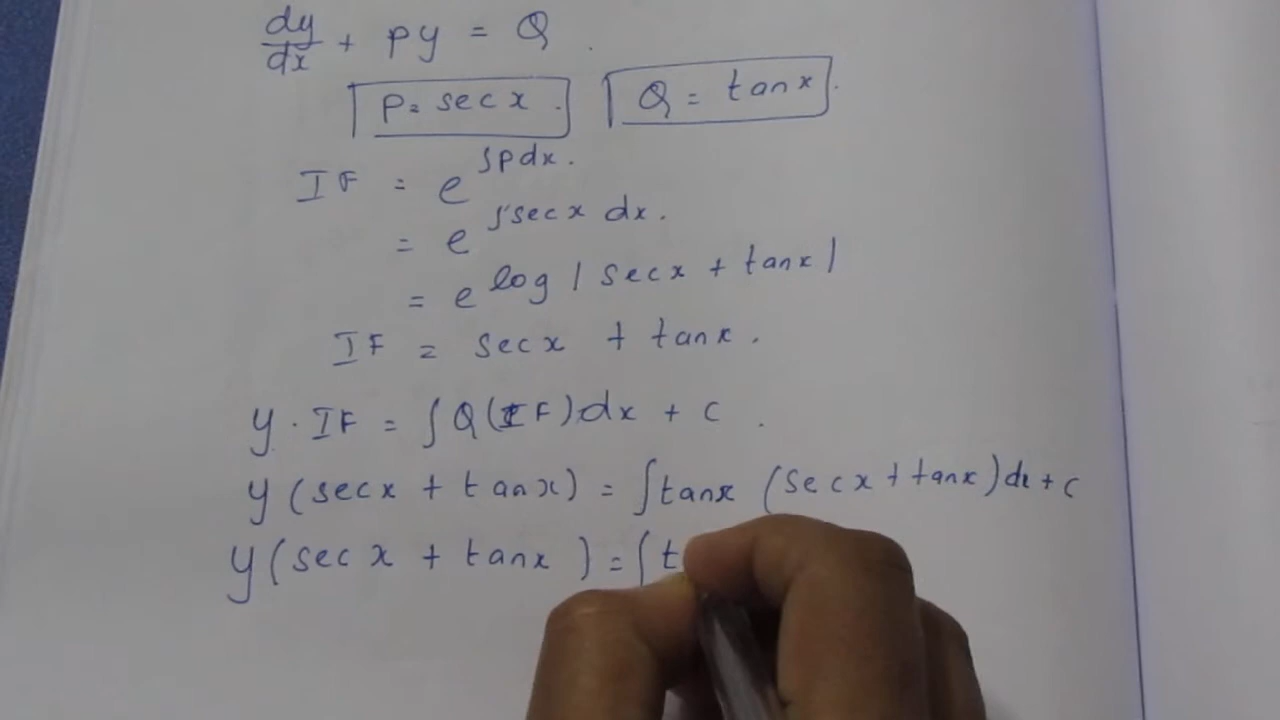 dy/dx + py = Q
P = sec x . Q = tan x .
IF = e^∫pdx.
= e^∫sec x dx.
= e^log | sec x + tan x |
IF = sec x + tan x .
y . IF = ∫Q(IF)dx + c .
y (sec x + tan x) = ∫tan x (sec x + tan x)dx + c
y(sec x + tan x ) = ∫t